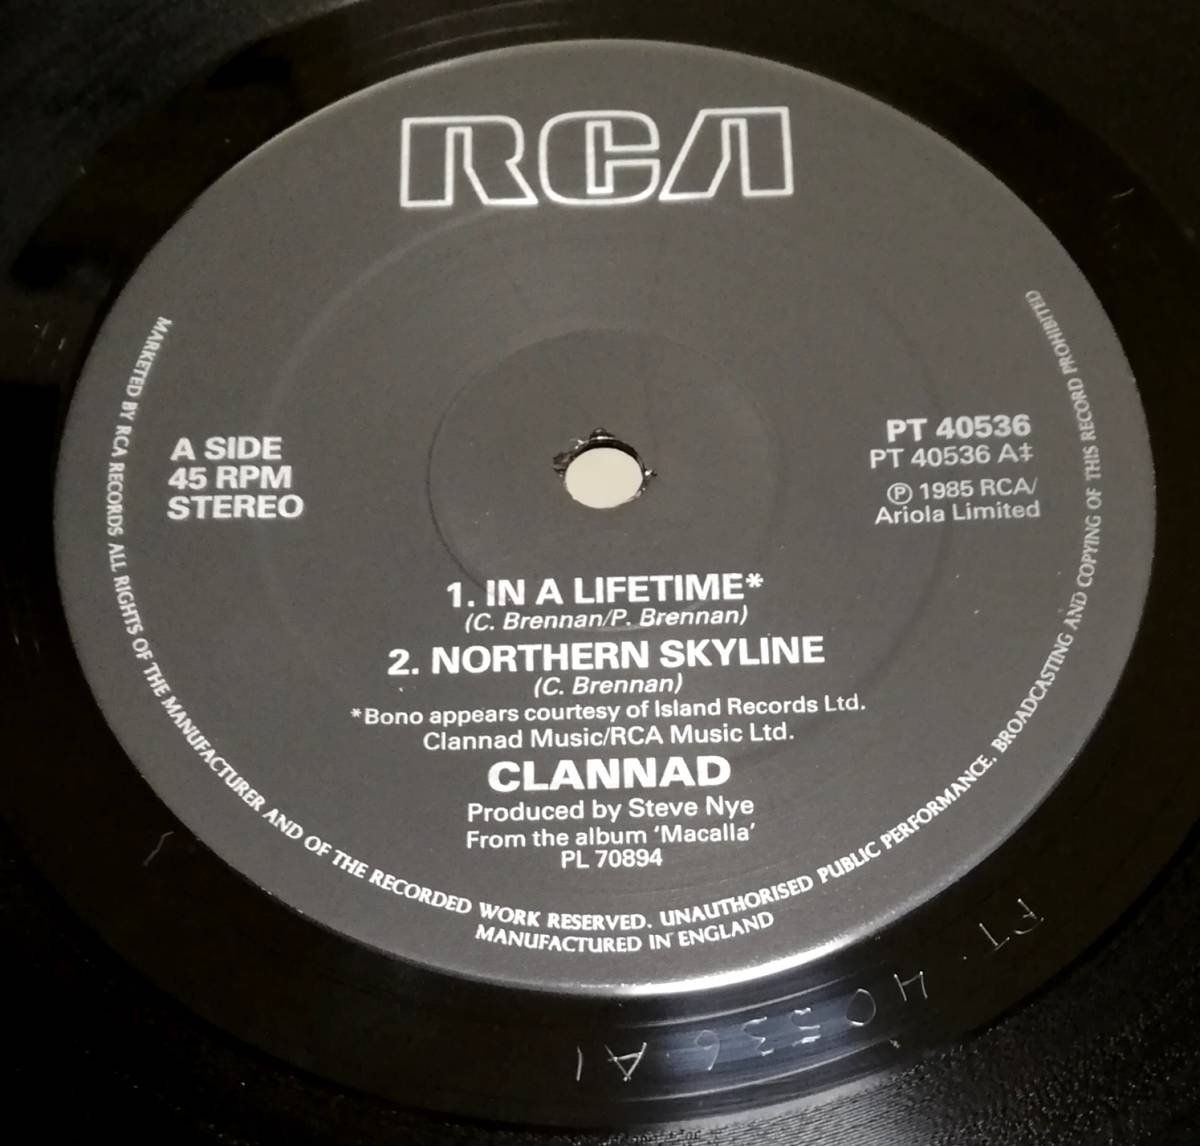 RCA
A SIDE
45 RPM
STEREO
PT 40536
PT 40536 A‡
Ⓟ 1985 RCA/
Ariola Limited
1. IN A LIFETIME*
(C. Brennan/P. Brennan)
2. NORTHERN SKYLINE
(C. Brennan)
*Bono appears courtesy of Island Records Ltd.
Clannad Music/RCA Music Ltd.
CLANNAD
Produced by Steve Nye
From the album 'Macalla'
PL 70894
MARKETED BY RCA RECORDS ALL RIGHTS OF THE MANUFACTURER AND OF THE RECORDED WORK RESERVED. UNAUTHORISED PUBLIC PERFORMANCE, BROADCASTING AND COPYING OF THIS RECORD PROHIBITED
MANUFACTURED IN ENGLAND
PT. 40536 A1